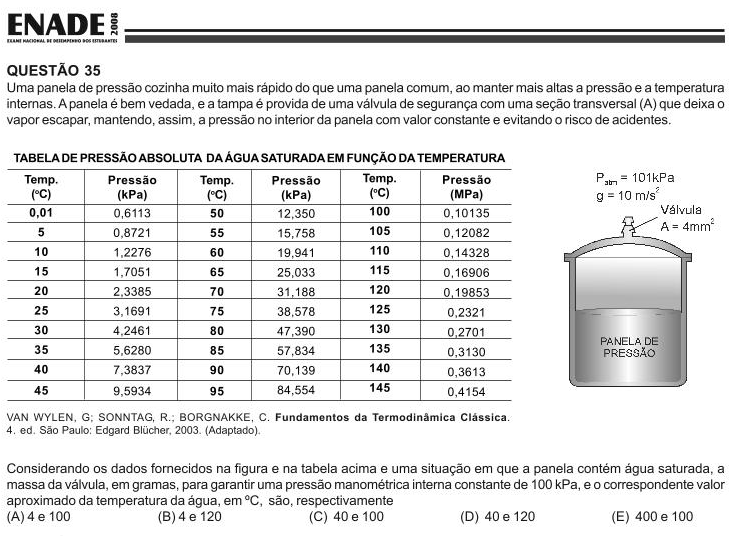 ENADE 2008
EXAME NACIONAL DE DESEMPENHO DOS ESTUDANTES
QUESTÃO 35
Uma panela de pressão cozinha muito mais rápido do que uma panela comum, ao manter mais altas a pressão e a temperatura
internas. A panela é bem vedada, e a tampa é provida de uma válvula de segurança com uma seção transversal (A) que deixa o
vapor escapar, mantendo, assim, a pressão no interior da panela com valor constante e evitando o risco de acidentes.
TABELA DE PRESSÃO ABSOLUTA DA ÁGUA SATURADA EM FUNÇÃO DA TEMPERATURA
Temp. (ºC) Pressão (kPa) Temp. (ºC) Pressão (kPa) Temp. (ºC) Pressão (MPa)
0,01 0,6113 50 12,350 100 0,10135
5 0,8721 55 15,758 105 0,12082
10 1,2276 60 19,941 110 0,14328
15 1,7051 65 25,033 115 0,16906
20 2,3385 70 31,188 120 0,19853
25 3,1691 75 38,578 125 0,2321
30 4,2461 80 47,390 130 0,2701
35 5,6280 85 57,834 135 0,3130
40 7,3837 90 70,139 140 0,3613
45 9,5934 95 84,554 145 0,4154
Patm = 101kPa
g = 10 m/s²
Válvula
A = 4mm²
PANELA DE
PRESSÃO
VAN WYLEN, G; SONNTAG, R.; BORGNAKKE, C. Fundamentos da Termodinâmica Clássica.
4. ed. São Paulo: Edgard Blücher, 2003. (Adaptado).
Considerando os dados fornecidos na figura e na tabela acima e uma situação em que a panela contém água saturada, a
massa da válvula, em gramas, para garantir uma pressão manométrica interna constante de 100 kPa, e o correspondente valor
aproximado da temperatura da água, em ºC, são, respectivamente
(A) 4 e 100 (B) 4 e 120 (C) 40 e 100 (D) 40 e 120 (E) 400 e 100